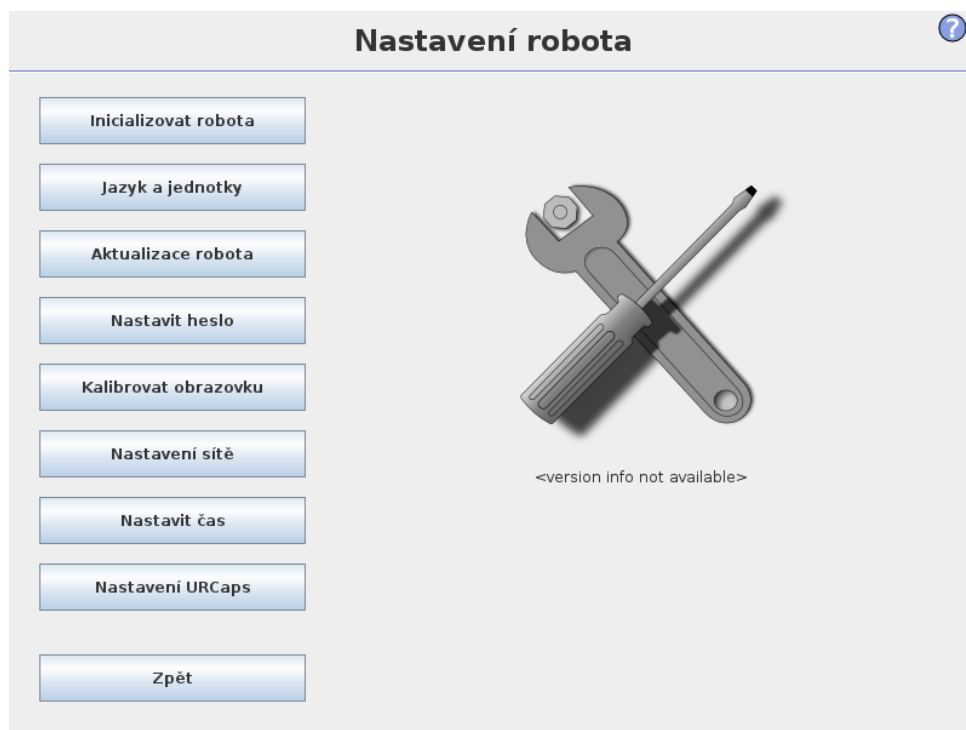 Nastavení robota
?
Inicializovat robota
Jazyk a jednotky
Aktualizace robota
Nastavit heslo
Kalibrovat obrazovku
Nastavení sítě
<version info not available>
Nastavit čas
Nastavení URCaps
Zpět